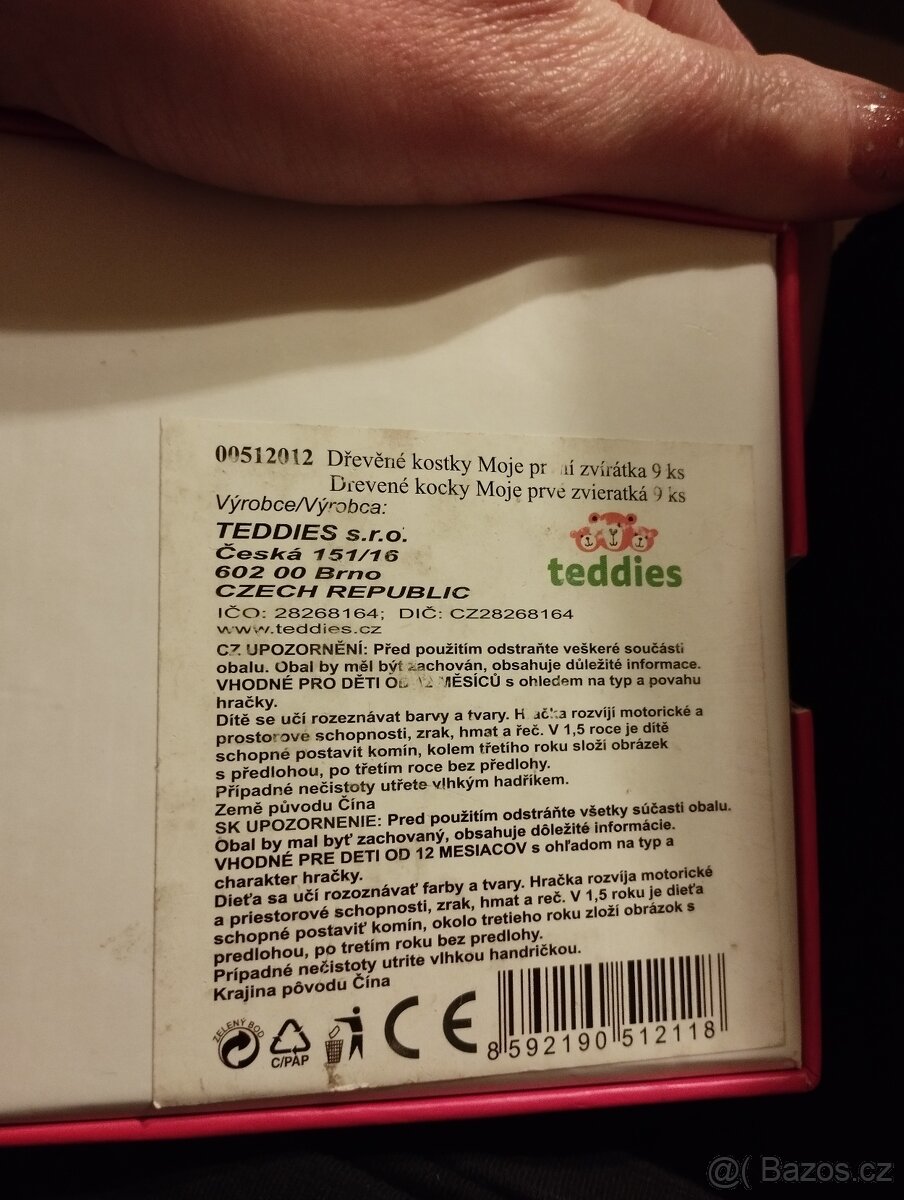 00512012 Dřevěné kostky Moje pr ní zvířátka 9 ks
Drevené kocky Moje prvé zvieratká 9 ks
Výrobce/Výrobca:
TEDDIES s.r.o.
Česká 151/16
602 00 Brno
CZECH REPUBLIC
teddies
IČO: 28268164; DIČ: CZ28268164
www.teddies.cz
CZ UPOZORNĚNÍ: Před použitím odstraňte veškeré součásti
obalu. Obal by měl být zachován, obsahuje důležité informace.
VHODNÉ PRO DĚTI OD 12 MĚSÍCŮ s ohledem na typ a povahu
hračky.
Dítě se učí rozeznávat barvy a tvary. Hračka rozvíjí motorické a
prostorové schopnosti, zrak, hmat a řeč. V 1,5 roce je dítě
schopné postavit komín, kolem třetího roku složí obrázek
s předlohou, po třetím roce bez předlohy.
Případné nečistoty utřete vlhkým hadříkem.
Země původu Čína
SK UPOZORNENIE: Pred použitím odstráňte všetky súčasti obalu.
Obal by mal byť zachovaný, obsahuje dôležité informácie.
VHODNÉ PRE DETI OD 12 MESIACOV s ohľadom na typ a
charakter hračky.
Dieťa sa učí rozoznávať farby a tvary. Hračka rozvíja motorické
a priestorové schopnosti, zrak, hmat a reč. V 1,5 roku je dieťa
schopné postaviť komín, okolo tretieho roku zloží obrázok s
predlohou, po tretím roku bez predlohy.
Prípadné nečistoty utrite vlhkou handričkou.
Krajina pôvodu Čína
ZELENÝ BOD
C/PAP
CE
8 592190 512118
@( Bazos.cz